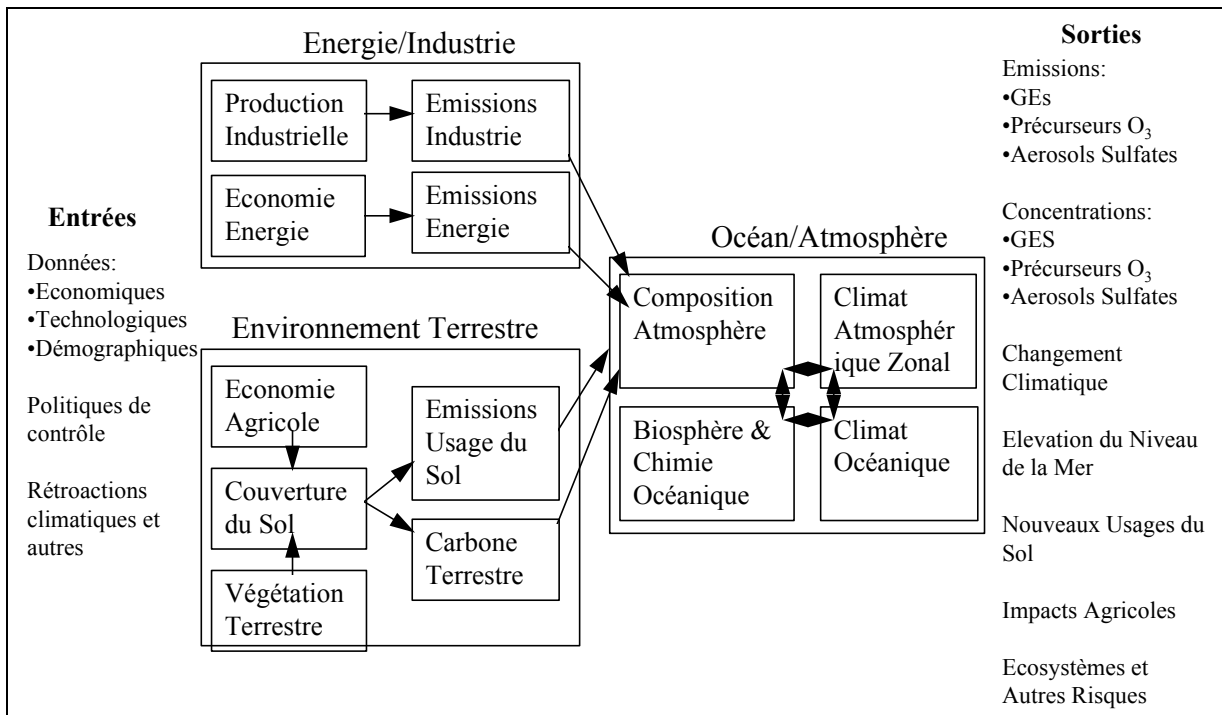 Entrées
Données:
•Economiques
•Technologiques
•Démographiques
Politiques de
contrôle
Rétroactions
climatiques et
autres
Energie/Industrie
Production
Industrielle
Emissions
Industrie
Economie
Energie
Emissions
Energie
Environnement Terrestre
Economie
Agricole
Couverture
du Sol
Végétation
Terrestre
Emissions
Usage du
Sol
Carbone
Terrestre
Océan/Atmosphère
Composition
Atmosphère
Climat
Atmosphér
ique Zonal
Biosphère &
Chimie
Océanique
Climat
Océanique
Sorties
Emissions:
•GEs
•Précurseurs O₃
•Aerosols Sulfates
Concentrations:
•GES
•Précurseurs O₃
•Aerosols Sulfates
Changement
Climatique
Elevation du Niveau
de la Mer
Nouveaux Usages du
Sol
Impacts Agricoles
Ecosystèmes et
Autres Risques